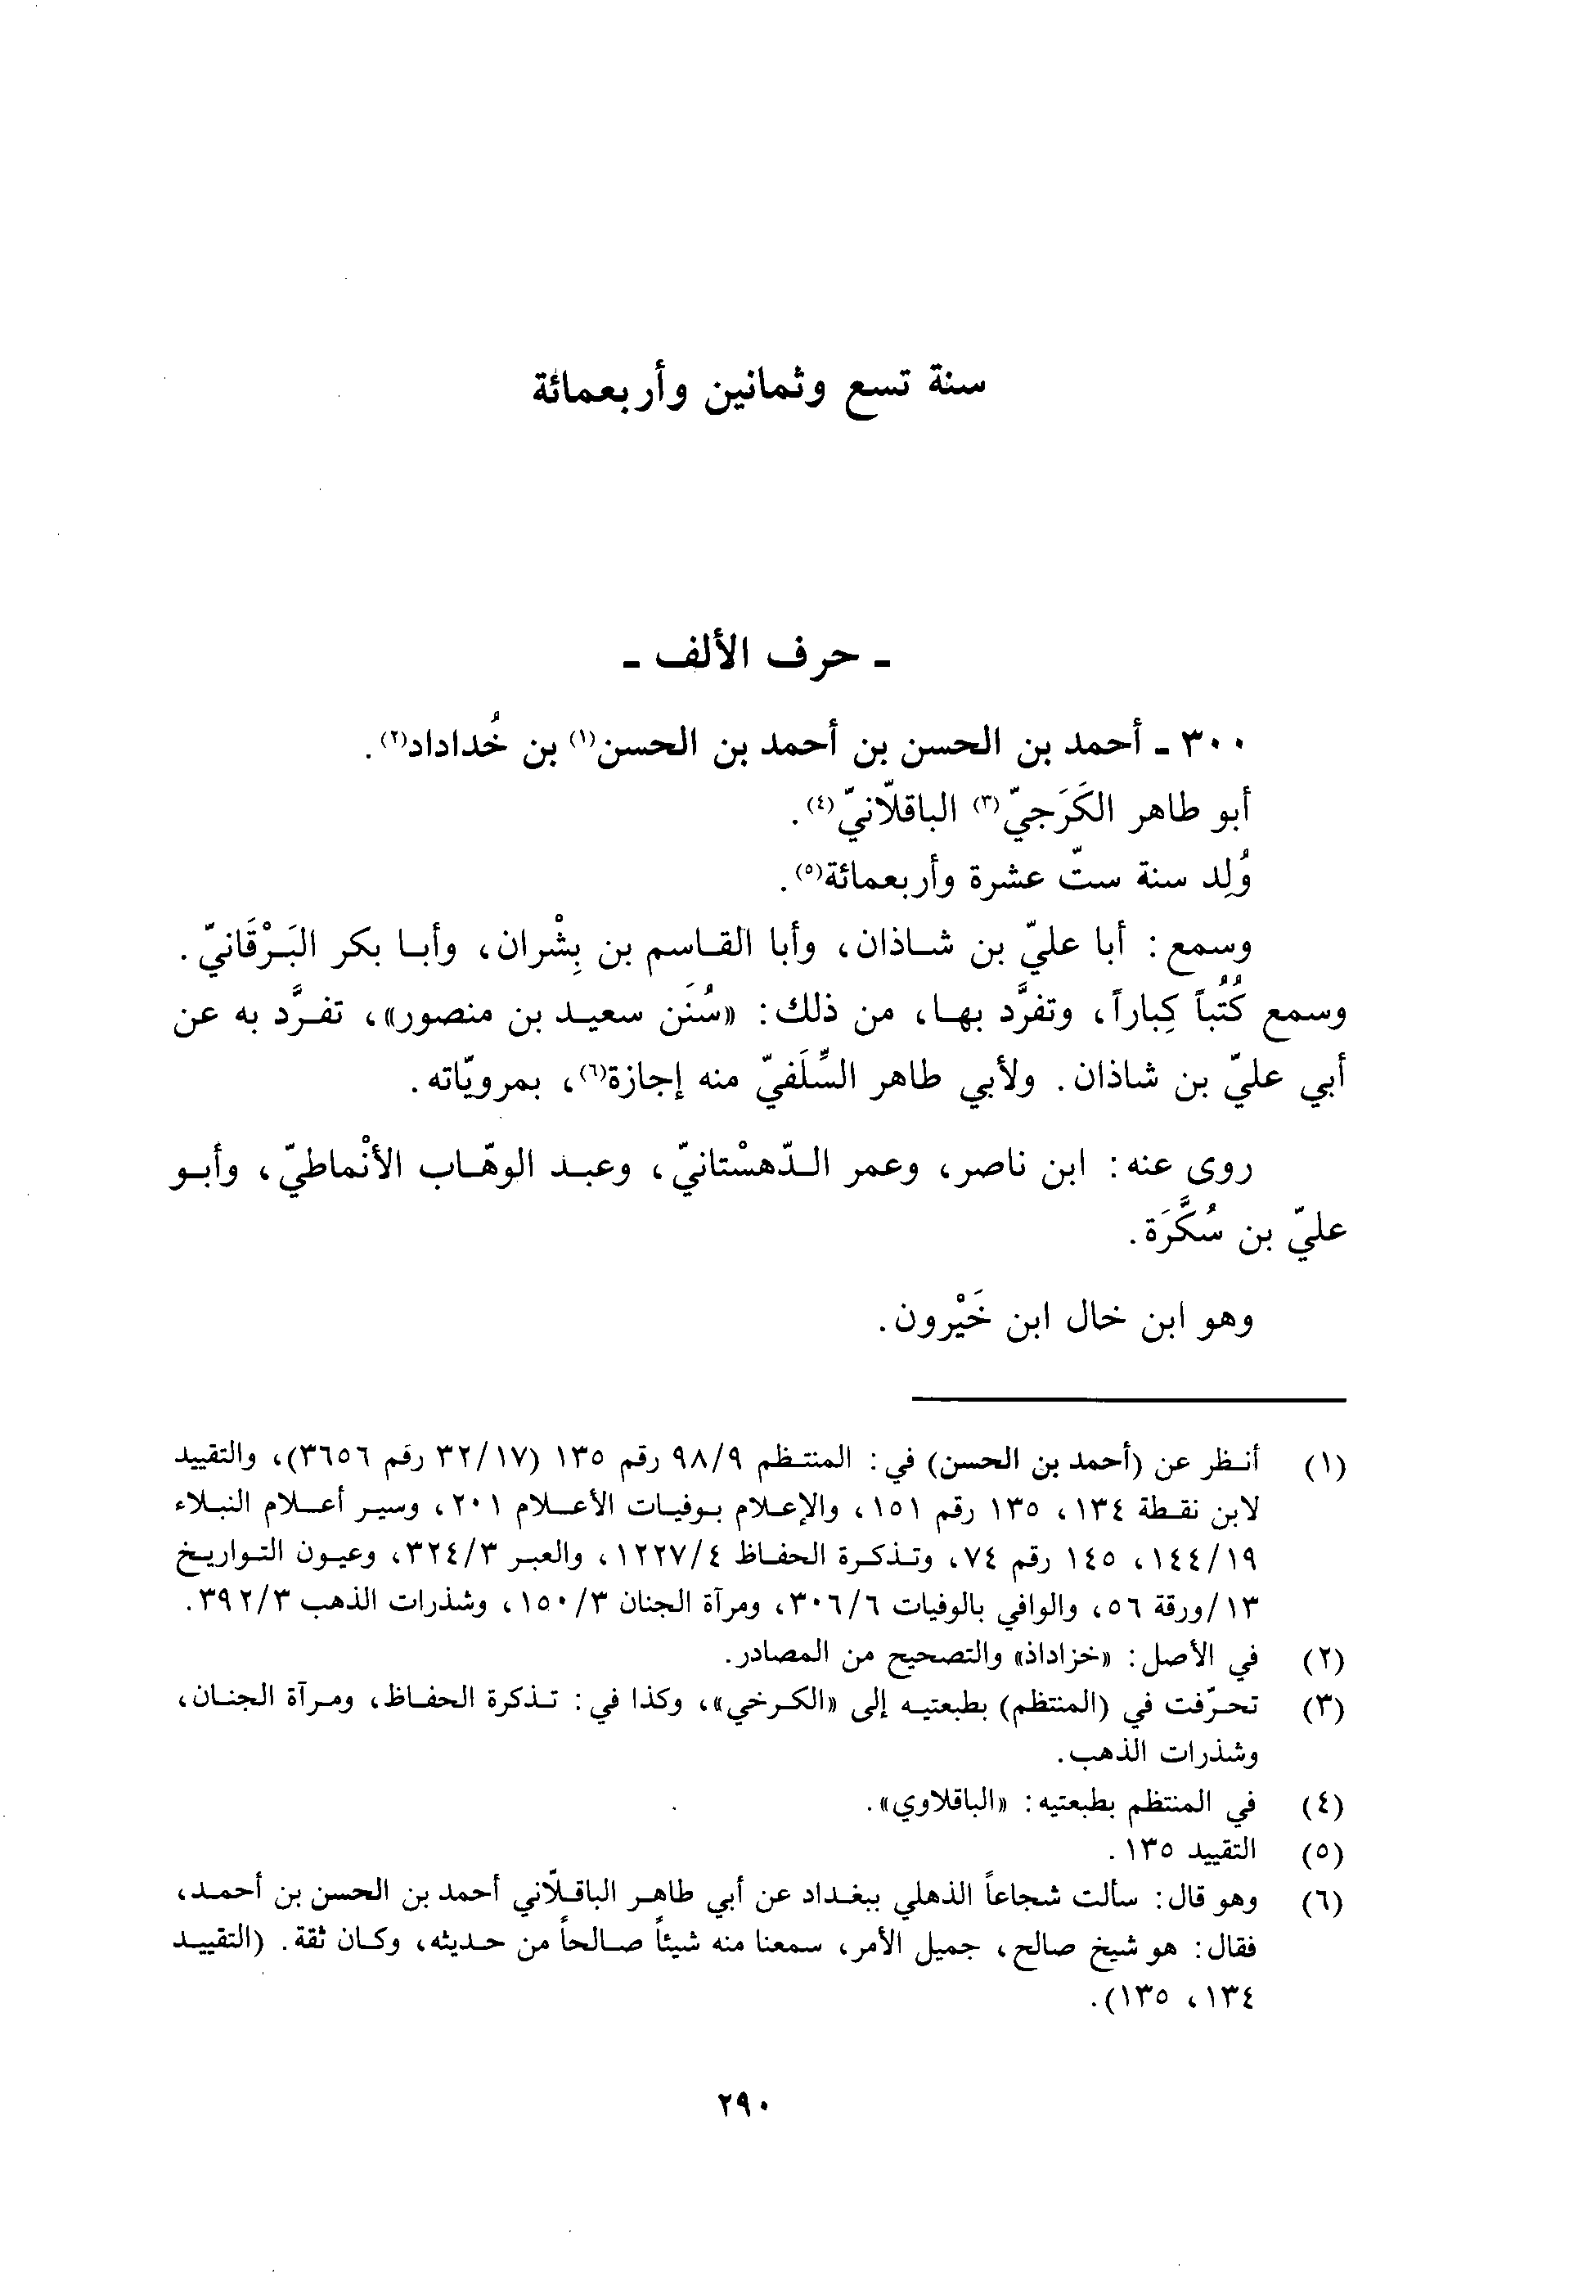 سنة تسع وثمانين وأربعمائة
ـ حرف الألف ـ
٣٠٠ ـ أحمد بن الحسن بن أحمد بن الحسن(١) بن خُداداد(٢).
أبو طاهر الكَرَجيّ(٣) الباقلّانيّ(٤).
وُلِد سنة ستّ عشرة وأربعمائة(٥).
وسمع: أبا عليّ بن شاذان، وأبا القاسم بن بِشْران، وأبا بكر البَرْقَانيّ.
وسمع كُتُباً كِباراً، وتفرَّد بها، من ذلك: «سُنَن سعيد بن منصور»، تفرَّد به عن
أبي عليّ بن شاذان. ولأبي طاهر السِّلَفيّ منه إجازة(٦)، بمرويّاته.
روى عنه: ابن ناصر، وعمر الدّهسْتانيّ، وعبد الوهّاب الأنْماطيّ، وأبو
عليّ بن سُكَّرَة.
وهو ابن خال ابن خَيْرون.
(١) أنظر عن (أحمد بن الحسن) في: المنتظم ٩٨/٩ رقم ١٣٥ (٣٢/١٧ رقم ٣٦٥٦)، والتقييد
لابن نقطة ١٣٤، ١٣٥ رقم ١٥١، والإعلام بوفيات الأعلام ٢٠١، وسير أعلام النبلاء
١٤٤/١٩، ١٤٥ رقم ٧٤، وتذكرة الحفاظ ١٢٢٧/٤، والعبر ٣٢٤/٣، وعيون التواريخ
١٣/ورقة ٥٦، والوافي بالوفيات ٣٠٦/٦، ومرآة الجنان ١٥٠/٣، وشذرات الذهب ٣٩٢/٣.
(٢) في الأصل: «خزاداذ» والتصحيح من المصادر.
(٣) تحرّفت في (المنتظم) بطبعتيه إلى «الكرخي»، وكذا في: تذكرة الحفاظ، ومرآة الجنان،
وشذرات الذهب.
(٤) في المنتظم بطبعتيه: «الباقلاوي».
(٥) التقييد ١٣٥.
(٦) وهو قال: سألت شجاعاً الذهلي ببغداد عن أبي طاهر الباقلّاني أحمد بن الحسن بن أحمد،
فقال: هو شيخ صالح، جميل الأمر، سمعنا منه شيئاً صالحاً من حديثه، وكان ثقة. (التقييد
١٣٤، ١٣٥).
٢٩٠